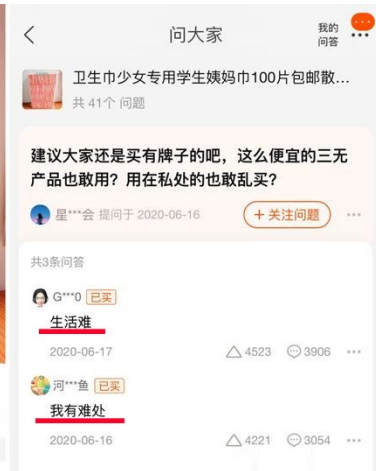 问大家
我的
问答
卫生巾少女专用学生姨妈巾100片包邮散...
共 41个 问题
建议大家还是买有牌子的吧，这么便宜的三无
产品也敢用？用在私处的也敢乱买？
星***会 提问于 2020-06-16
+ 关注问题
共3条问答
G***0 已买
生活难
2020-06-17
4523
3906
河***鱼 已买
我有难处
2020-06-16
4221
3054